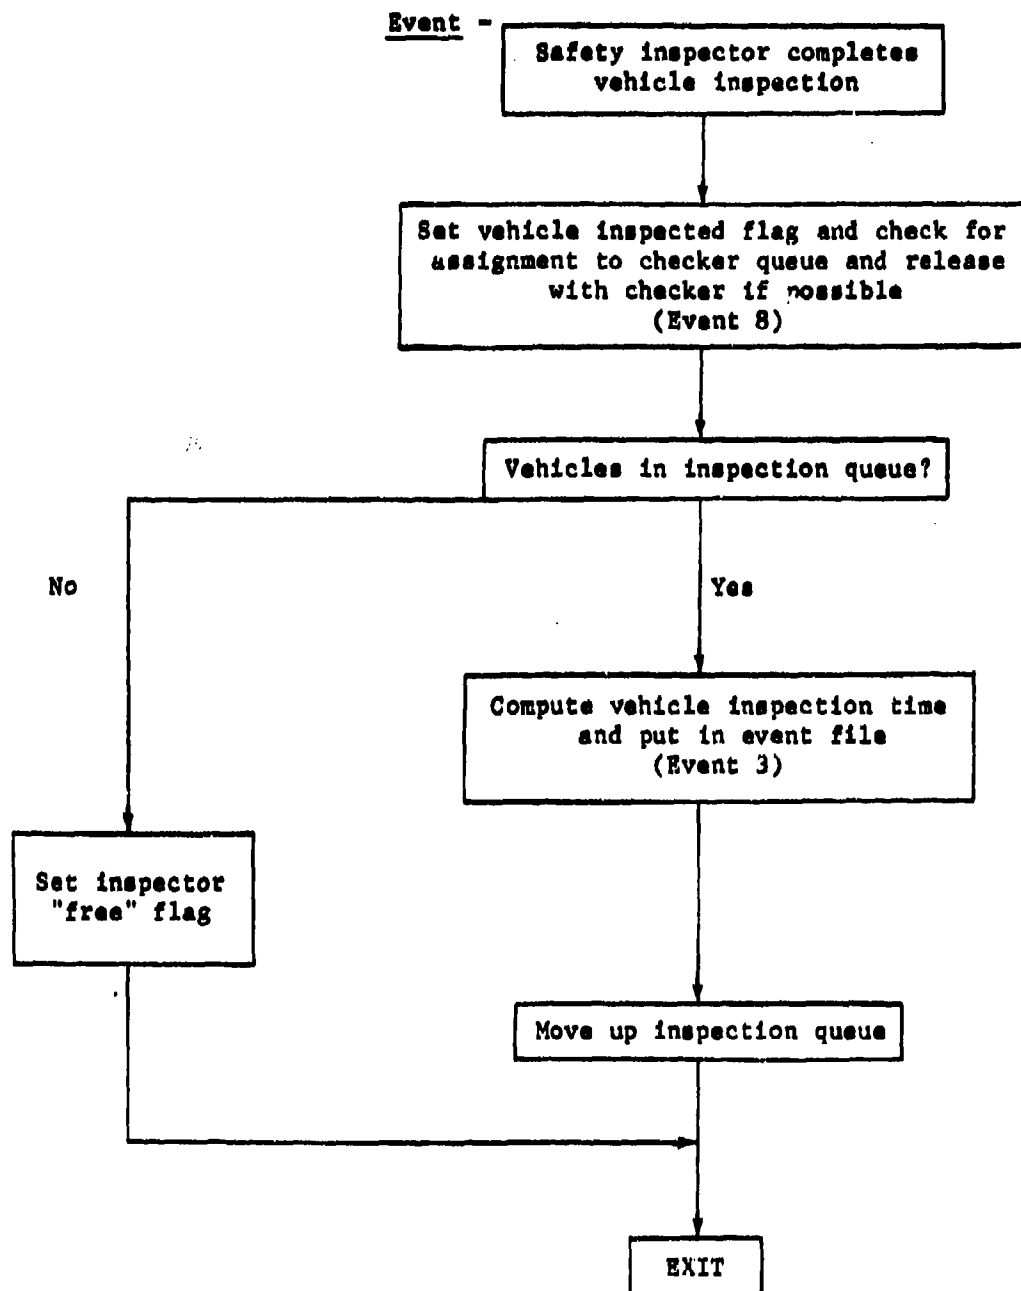 Event -
Safety inspector completes
vehicle inspection
Set vehicle inspected flag and check for
assignment to checker queue and release
with checker if possible
(Event 8)
Vehicles in inspection queue?
No
Yes
Compute vehicle inspection time
and put in event file
(Event 3)
Set inspector
"free" flag
Move up inspection queue
EXIT